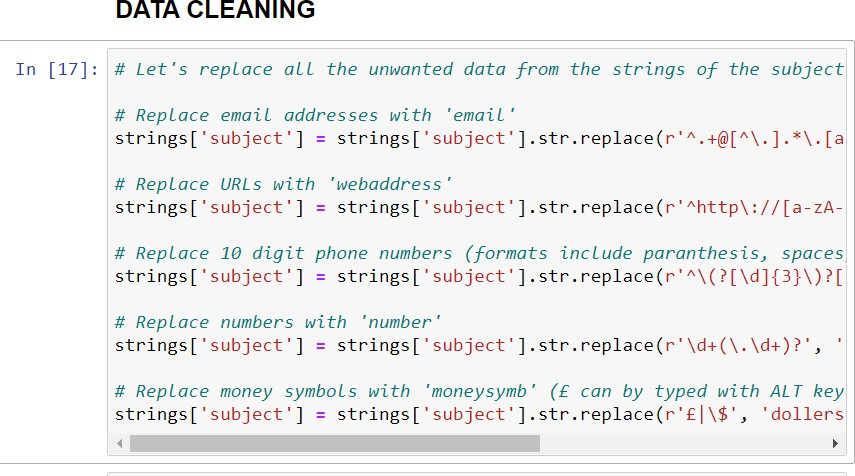 DATA CLEANING
In [17]: # Let's replace all the unwanted data from the strings of the subject
# Replace email addresses with 'email'
strings['subject'] = strings['subject'].str.replace(r'^.+@[^\.].*\.[a
# Replace URLs with 'webaddress'
strings['subject'] = strings['subject'].str.replace(r'^http\://[a-zA-
# Replace 10 digit phone numbers (formats include paranthesis, spaces,
strings['subject'] = strings['subject'].str.replace(r'^\(?[\d]{3}\)?[
# Replace numbers with 'number'
strings['subject'] = strings['subject'].str.replace(r'\d+(\.\d+)?', '
# Replace money symbols with 'moneysymb' (£ can by typed with ALT key
strings['subject'] = strings['subject'].str.replace(r'£|\$', 'dollers